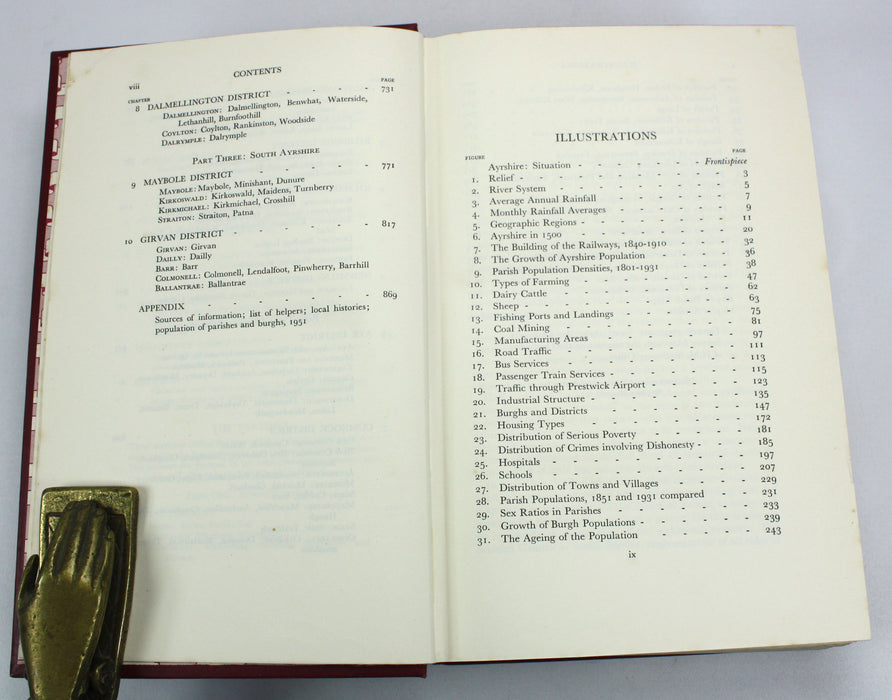 viii
CONTENTS
CHAPTER
PAGE
8 DALMELLINGTON DISTRICT - - - - 731
DALMELLINGTON: Dalmellington, Benwhat, Waterside,
Lethanhill, Burnfoothill
COYLTON: Coylton, Rankinston, Woodside
DALRYMPLE: Dalrymple
PART THREE: SOUTH AYRSHIRE
9 MAYBOLE DISTRICT - - - - - 771
MAYBOLE: Maybole, Minishant, Dunure
KIRKOSWALD: Kirkoswald, Maidens, Turnberry
KIRKMICHAEL: Kirkmichael, Crosshill
STRAITON: Straiton, Patna
10 GIRVAN DISTRICT - - - - - 817
GIRVAN: Girvan
DAILLY: Dailly
BARR: Barr
COLMONELL: Colmonell, Lendalfoot, Pinwherry, Barrhill
BALLANTRAE: Ballantrae
APPENDIX - - - - - - 869
Sources of information; list of helpers; local histories;
population of parishes and burghs, 1951
ILLUSTRATIONS
FIGURE
PAGE
Ayrshire: Situation - - - - - - Frontispiece
1. Relief - - - - - - - - 3
2. River System - - - - - - - 5
3. Average Annual Rainfall - - - - - 7
4. Monthly Rainfall Averages - - - - - 9
5. Geographic Regions - - - - - - 11
6. Ayrshire in 1500 - - - - - - 20
7. The Building of the Railways, 1840-1910 - - - 32
8. The Growth of Ayrshire Population - - - - 36
9. Parish Population Densities, 1801-1931 - - - 38
10. Types of Farming - - - - - - 47
11. Dairy Cattle - - - - - - - 62
12. Sheep - - - - - - - - 63
13. Fishing Ports and Landings - - - - - 75
14. Coal Mining - - - - - - - 81
15. Manufacturing Areas - - - - - - 97
16. Road Traffic - - - - - - - 111
17. Bus Services - - - - - - - 113
18. Passenger Train Services - - - - - - 115
19. Traffic through Prestwick Airport - - - - 123
20. Industrial Structure - - - - - - 135
21. Burghs and Districts - - - - - - 147
22. Housing Types - - - - - - 172
23. Distribution of Serious Poverty - - - - 181
24. Distribution of Crimes involving Dishonesty - - - 185
25. Hospitals - - - - - - - 197
26. Schools - - - - - - - 207
27. Distribution of Towns and Villages - - - - 229
28. Parish Populations, 1851 and 1931 compared - - 231
29. Sex Ratios in Parishes - - - - - 233
30. Growth of Burgh Populations - - - - - 239
31. The Ageing of the Population - - - - 243
ix